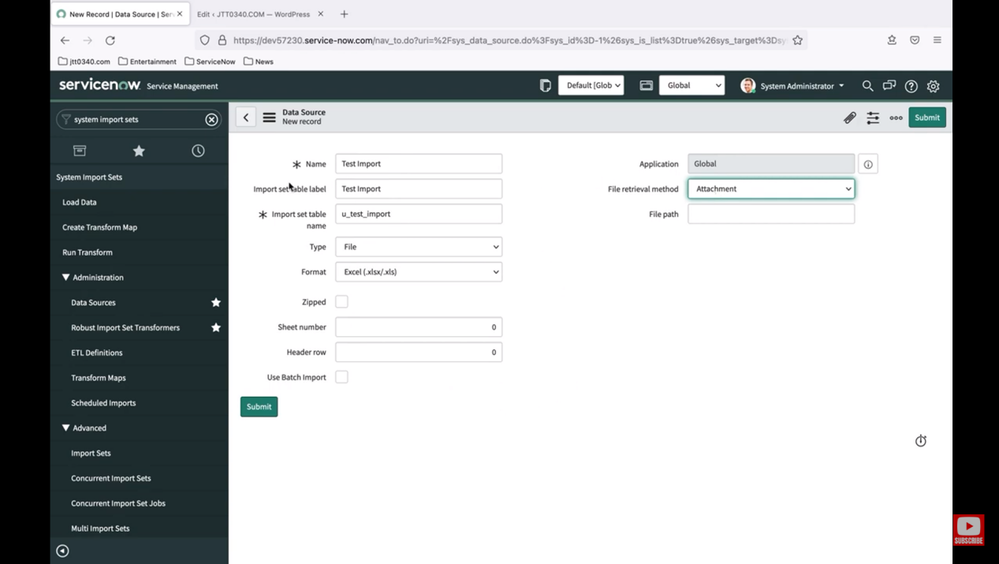 New Record | Data Source | Ser
Edit ‹ JTT0340.COM — WordPress
https://dev57230.service-now.com/nav_to.do?uri=%2Fsys_data_source.do%3Fsys_id%3D-1%26sys_is_list%3Dtrue%26sys_target%3Dsy
jtt0340.com
Entertainment
ServiceNow
News
servicenow. Service Management
Default [Glob
Global
System Administrator
system import sets
Data Source
New record
Submit
System Import Sets
Load Data
Create Transform Map
Run Transform
Administration
Data Sources
Robust Import Set Transformers
ETL Definitions
Transform Maps
Scheduled Imports
Advanced
Import Sets
Concurrent Import Sets
Concurrent Import Set Jobs
Multi Import Sets
Name Test Import
Import set table label Test Import
Import set table
name
u_test_import
Type File
Format Excel (.xlsx/.xls)
Zipped
Sheet number 0
Header row 0
Use Batch Import
Submit
Application Global
File retrieval method Attachment
File path
SUBSCRIBE